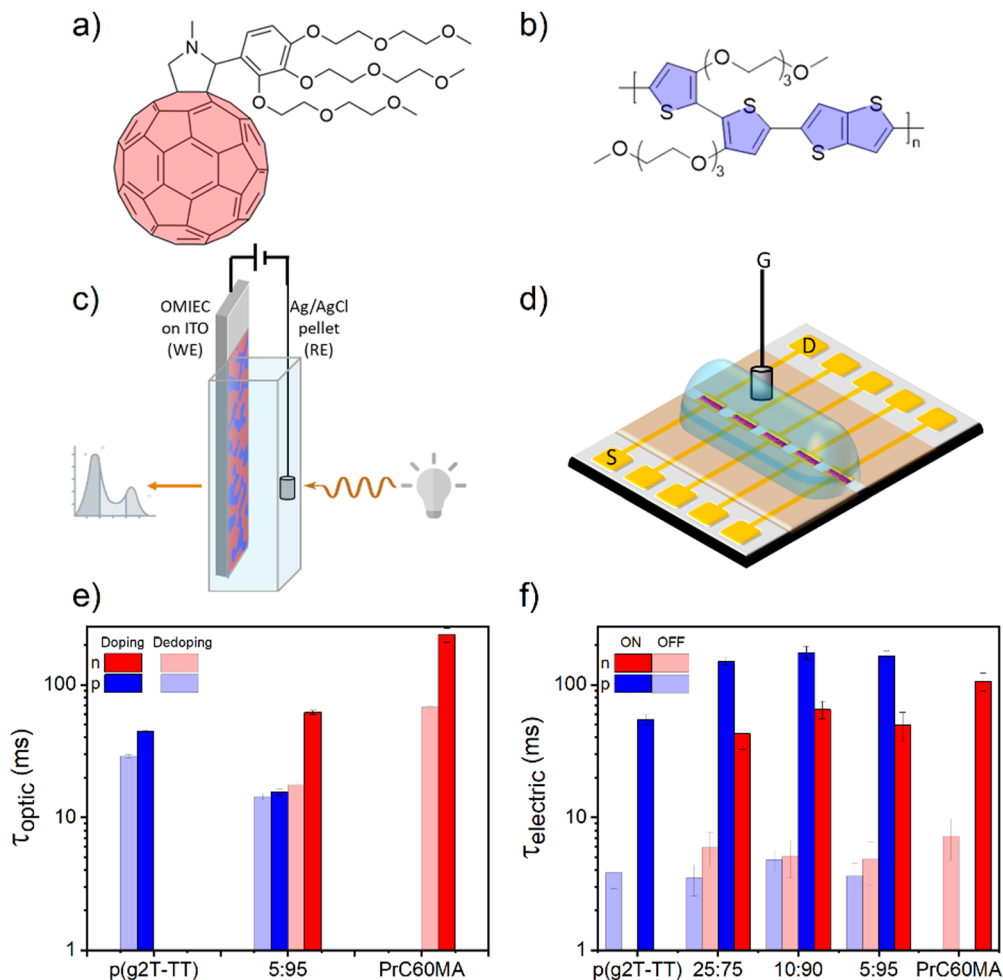 a)
N
O
O
O
O
O
O
O
O
O
b)
O
O
3
S
S
S
S
n
O
O
3
c)
OMIEC
on ITO
(WE)
Ag/AgCl
pellet
(RE)
d)
G
D
S
e)
Doping Dedoping
n
p
100
10
1
τoptic (ms)
p(g2T-TT) 5:95 PrC60MA
f)
ON OFF
n
p
100
10
1
τelectric (ms)
p(g2T-TT) 25:75 10:90 5:95 PrC60MA